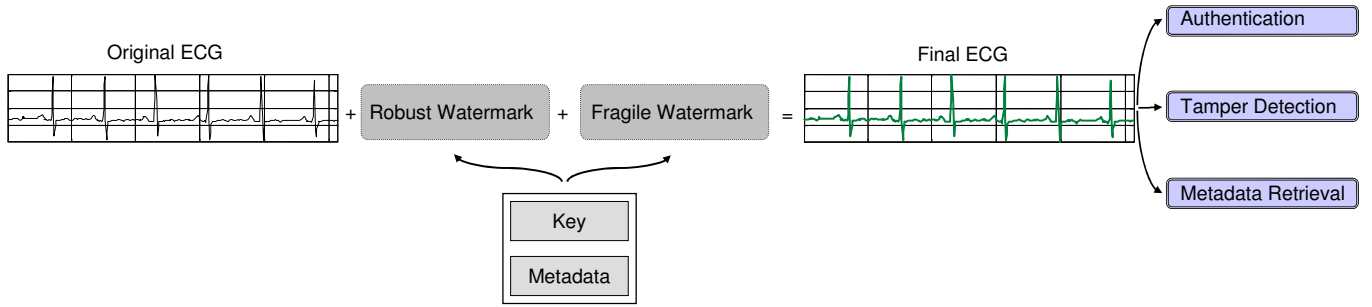 Original ECG
+
Robust Watermark
+
Fragile Watermark
=
Final ECG
Authentication
Tamper Detection
Metadata Retrieval
Key
Metadata